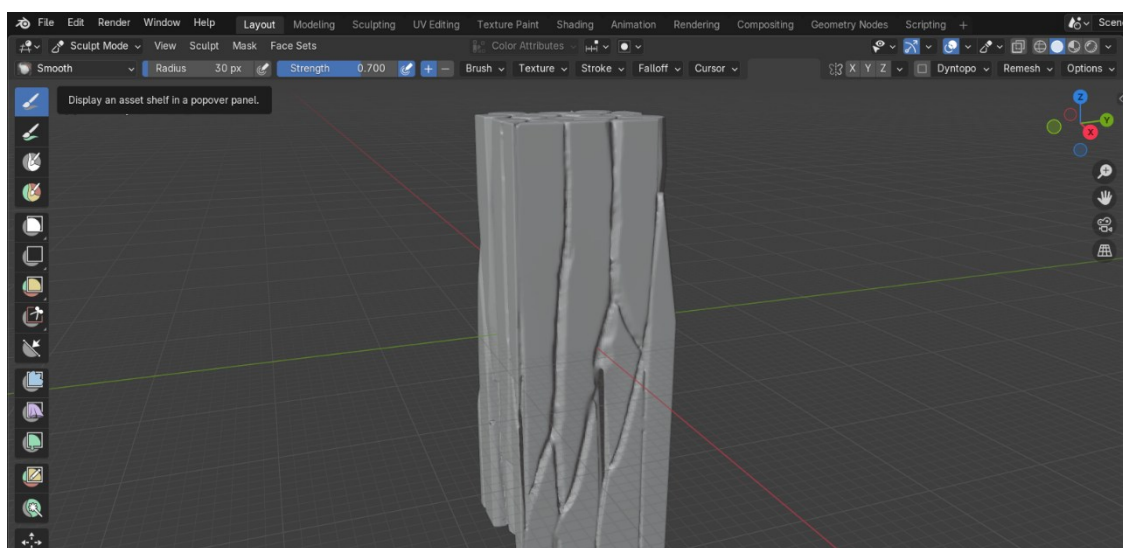 File Edit Render Window Help Layout Modeling Sculpting UV Editing Texture Paint Shading Animation Rendering Compositing Geometry Nodes Scripting + Scen
Sculpt Mode View Sculpt Mask Face Sets Color Attributes
Smooth Radius 30 px Strength 0.700 Brush Texture Stroke Falloff Cursor X Y Z Dyntopo Remesh Options
Display an asset shelf in a popover panel.
Z
Y
X